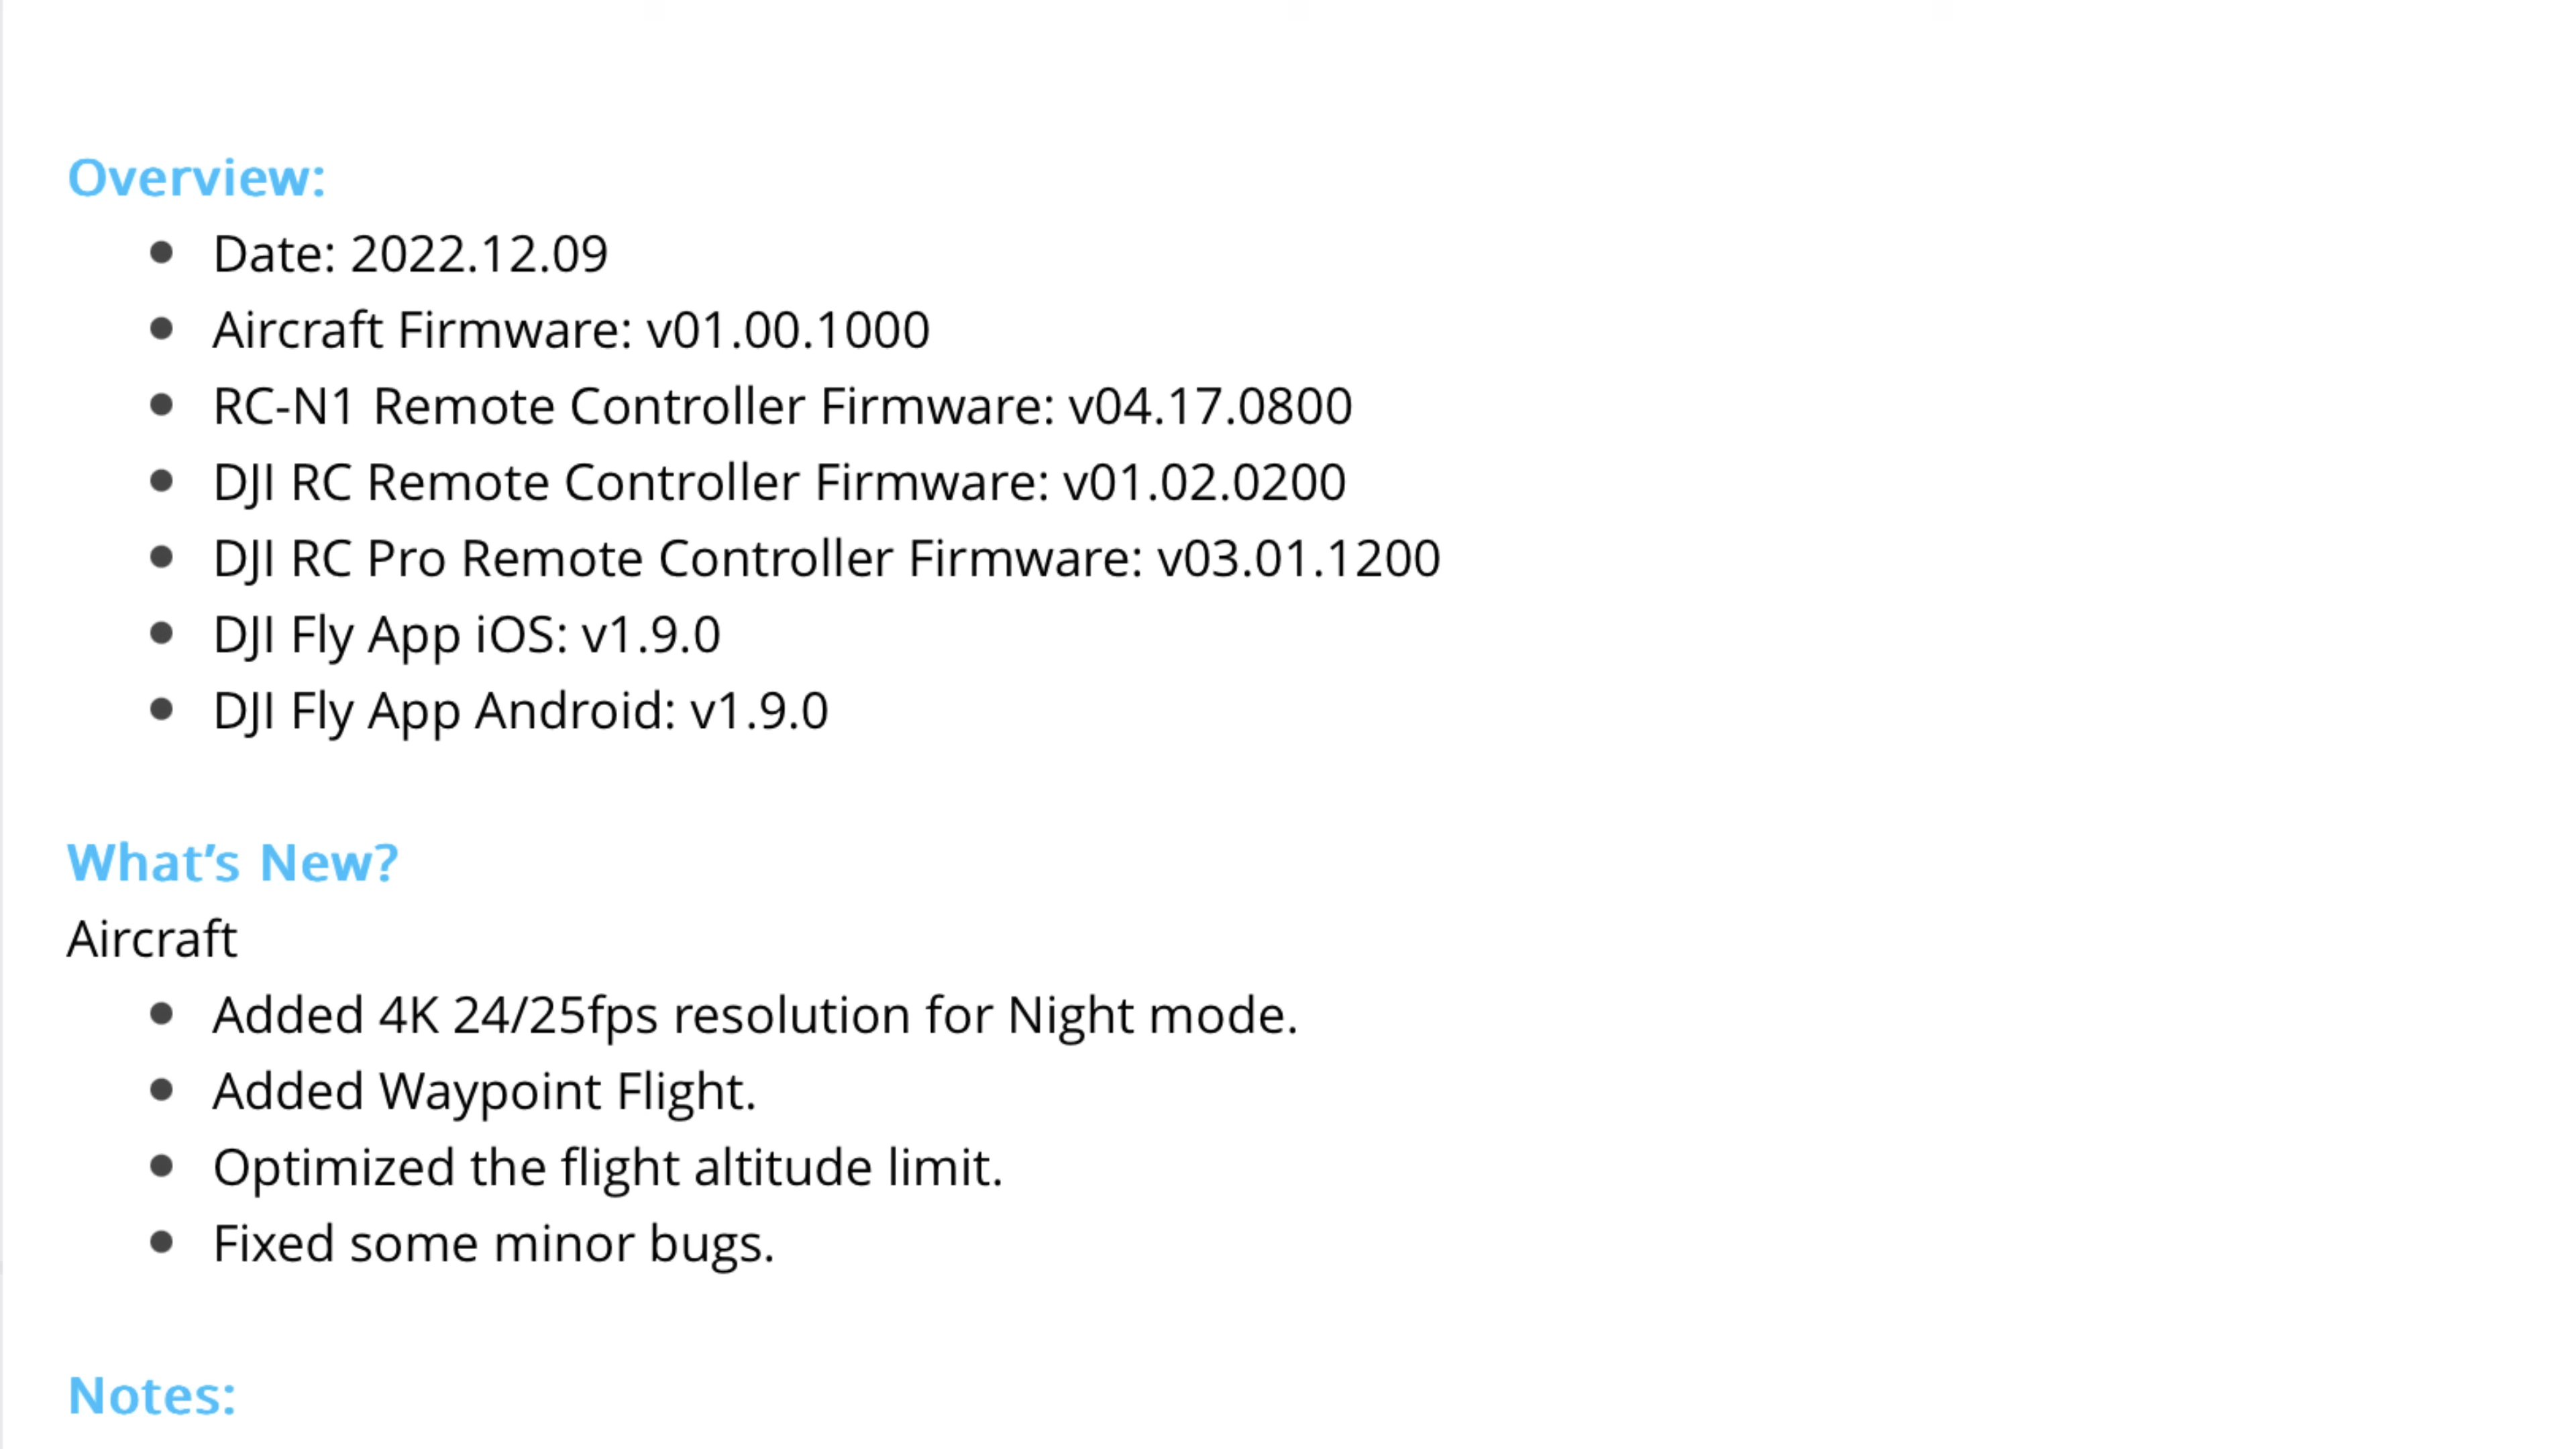 Overview:
Date: 2022.12.09
Aircraft Firmware: v01.00.1000
RC-N1 Remote Controller Firmware: v04.17.0800
DJI RC Remote Controller Firmware: v01.02.0200
DJI RC Pro Remote Controller Firmware: v03.01.1200
DJI Fly App iOS: v1.9.0
DJI Fly App Android: v1.9.0
What’s New?
Aircraft
Added 4K 24/25fps resolution for Night mode.
Added Waypoint Flight.
Optimized the flight altitude limit.
Fixed some minor bugs.
Notes: